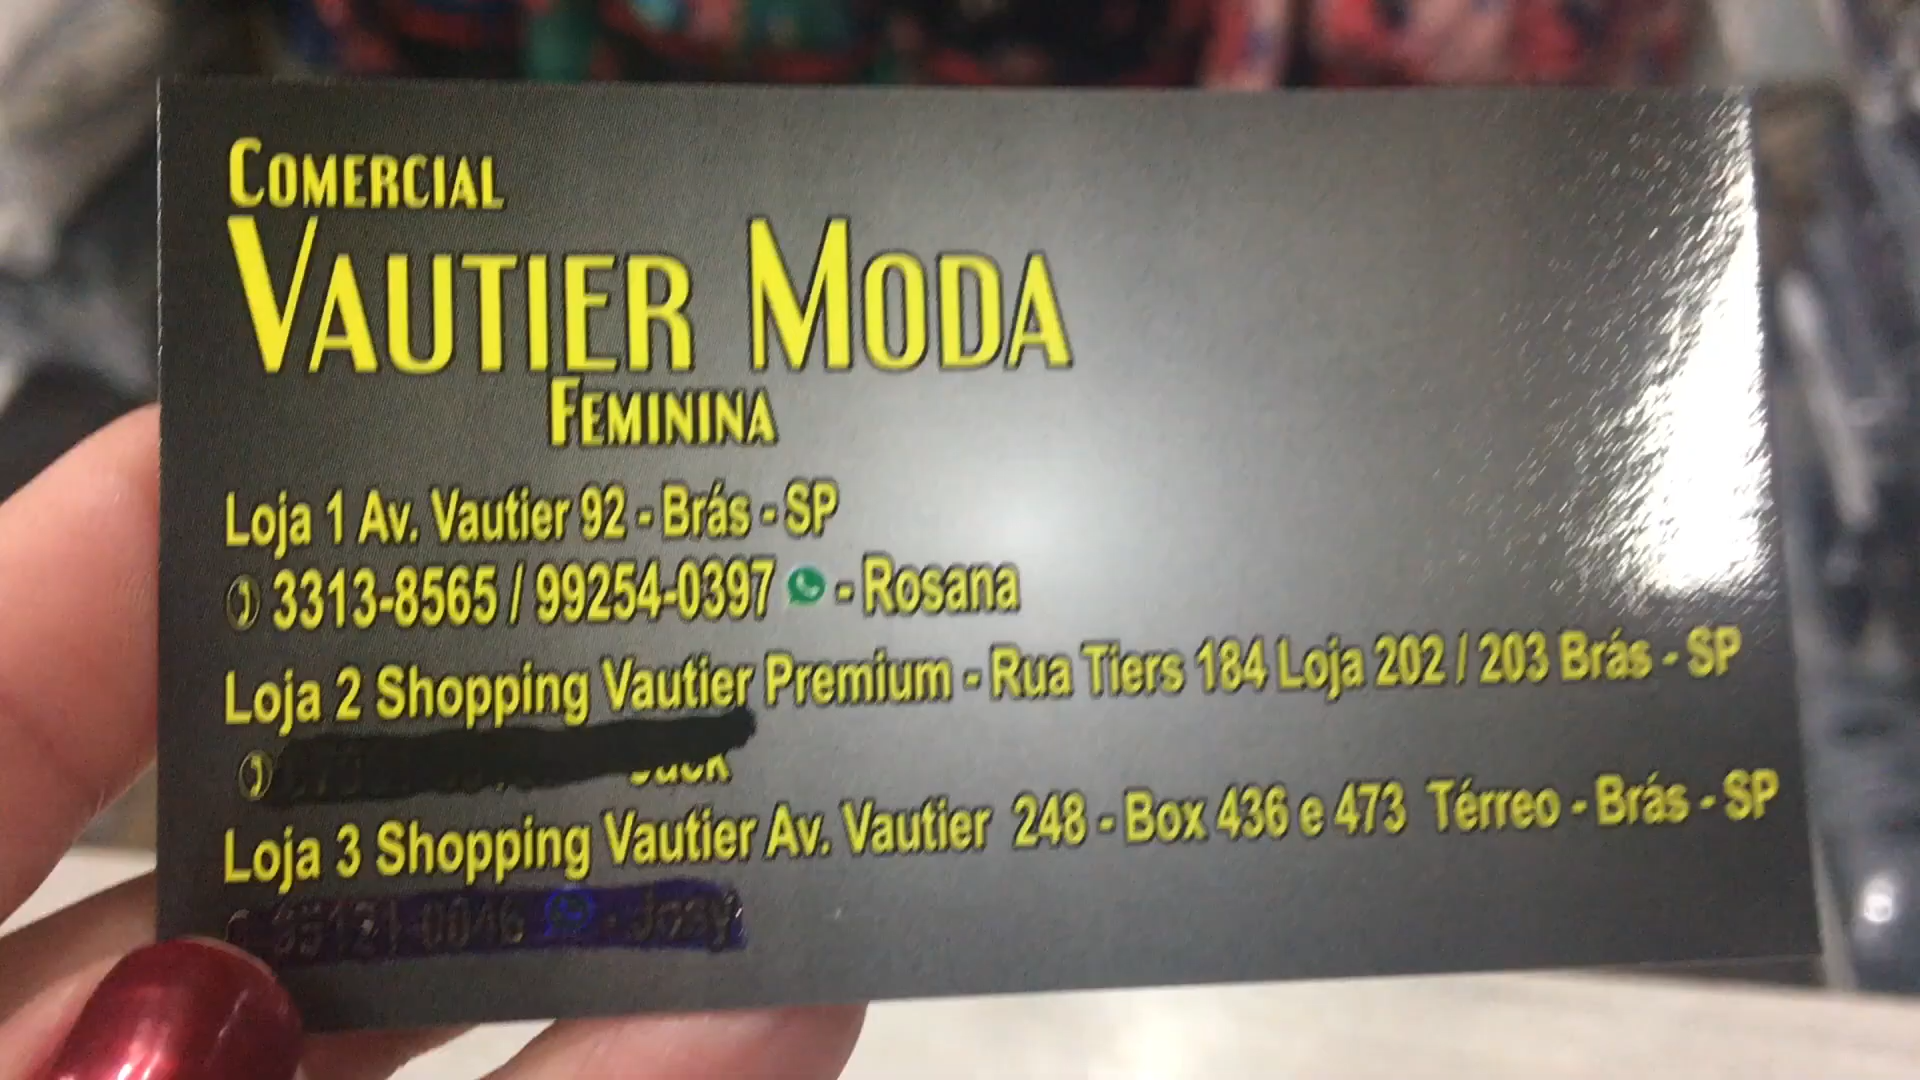 COMERCIAL
VAUTIER MODA
FEMININA
Loja 1 Av. Vautier 92 - Brás - SP
3313-8565 / 99254-0397 - Rosana
Loja 2 Shopping Vautier Premium - Rua Tiers 184 Loja 202 / 203 Brás - SP
Loja 3 Shopping Vautier Av. Vautier 248 - Box 436 e 473 Térreo - Brás - SP